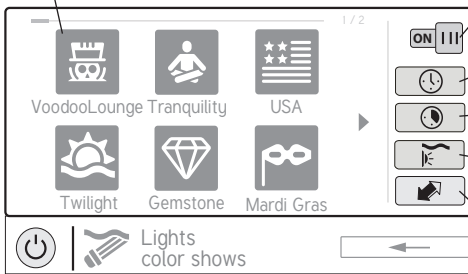 1 / 2
ON
VoodooLounge Tranquility USA
Twilight Gemstone Mardi Gras
Lights
color shows